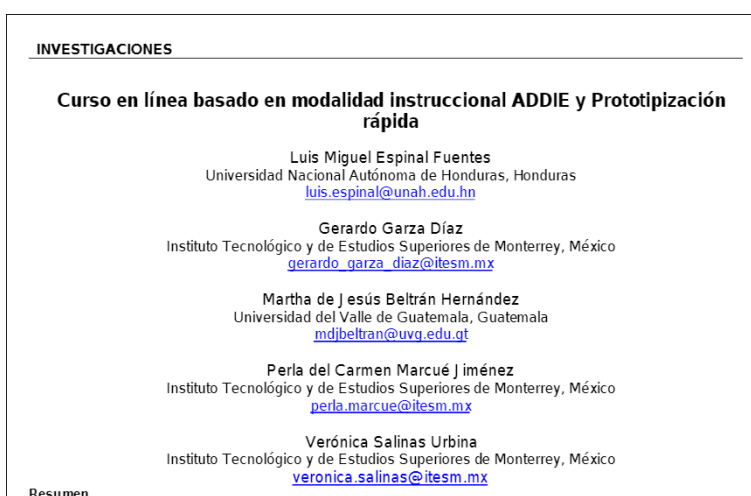 INVESTIGACIONES
Curso en línea basado en modalidad instruccional ADDIE y Prototipización
rápida
Luis Miguel Espinal Fuentes
Universidad Nacional Autónoma de Honduras, Honduras
luis.espinal@unah.edu.hn
Gerardo Garza Díaz
Instituto Tecnológico y de Estudios Superiores de Monterrey, México
gerardo_garza_diaz@itesm.mx
Martha de Jesús Beltrán Hernández
Universidad del Valle de Guatemala, Guatemala
mdjbeltran@uvg.edu.gt
Perla del Carmen Marcué Jiménez
Instituto Tecnológico y de Estudios Superiores de Monterrey, México
perla.marcue@itesm.mx
Verónica Salinas Urbina
Instituto Tecnológico y de Estudios Superiores de Monterrey, México
veronica.salinas@itesm.mx
Resumen